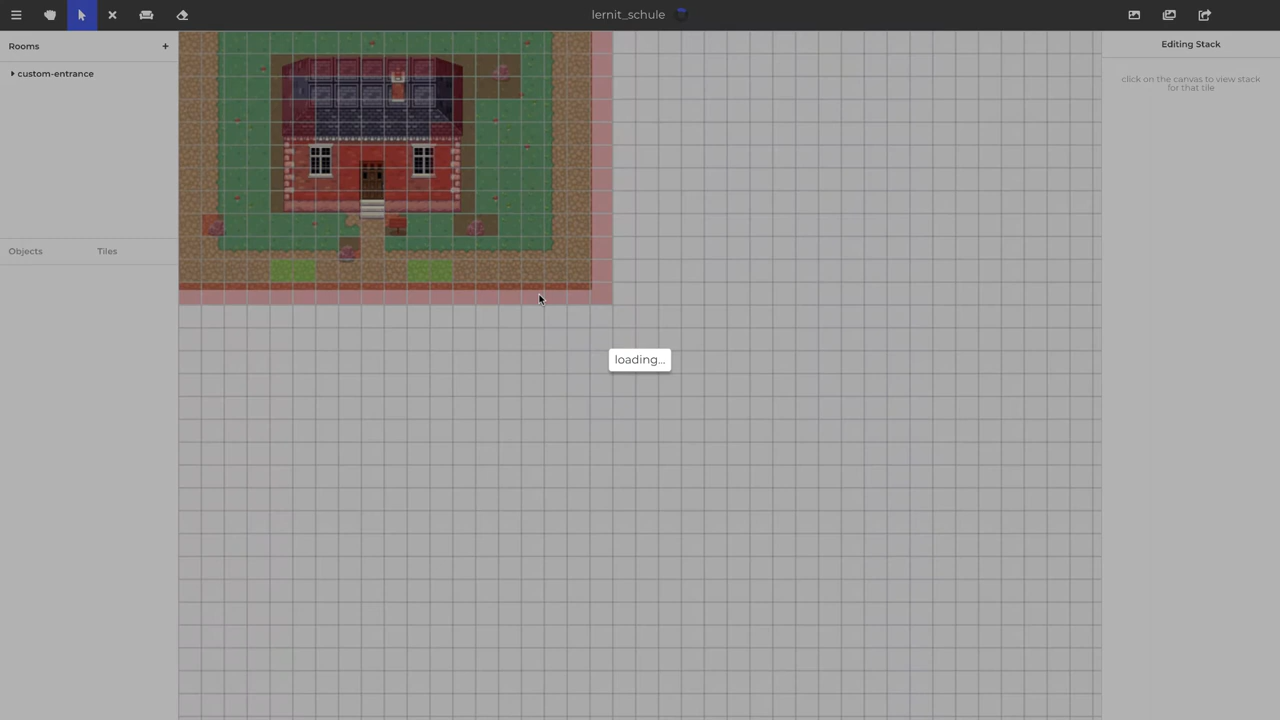 lernit_schule
Rooms
+
custom-entrance
Objects
Tiles
loading...
Editing Stack
click on the canvas to view stack
for that tile